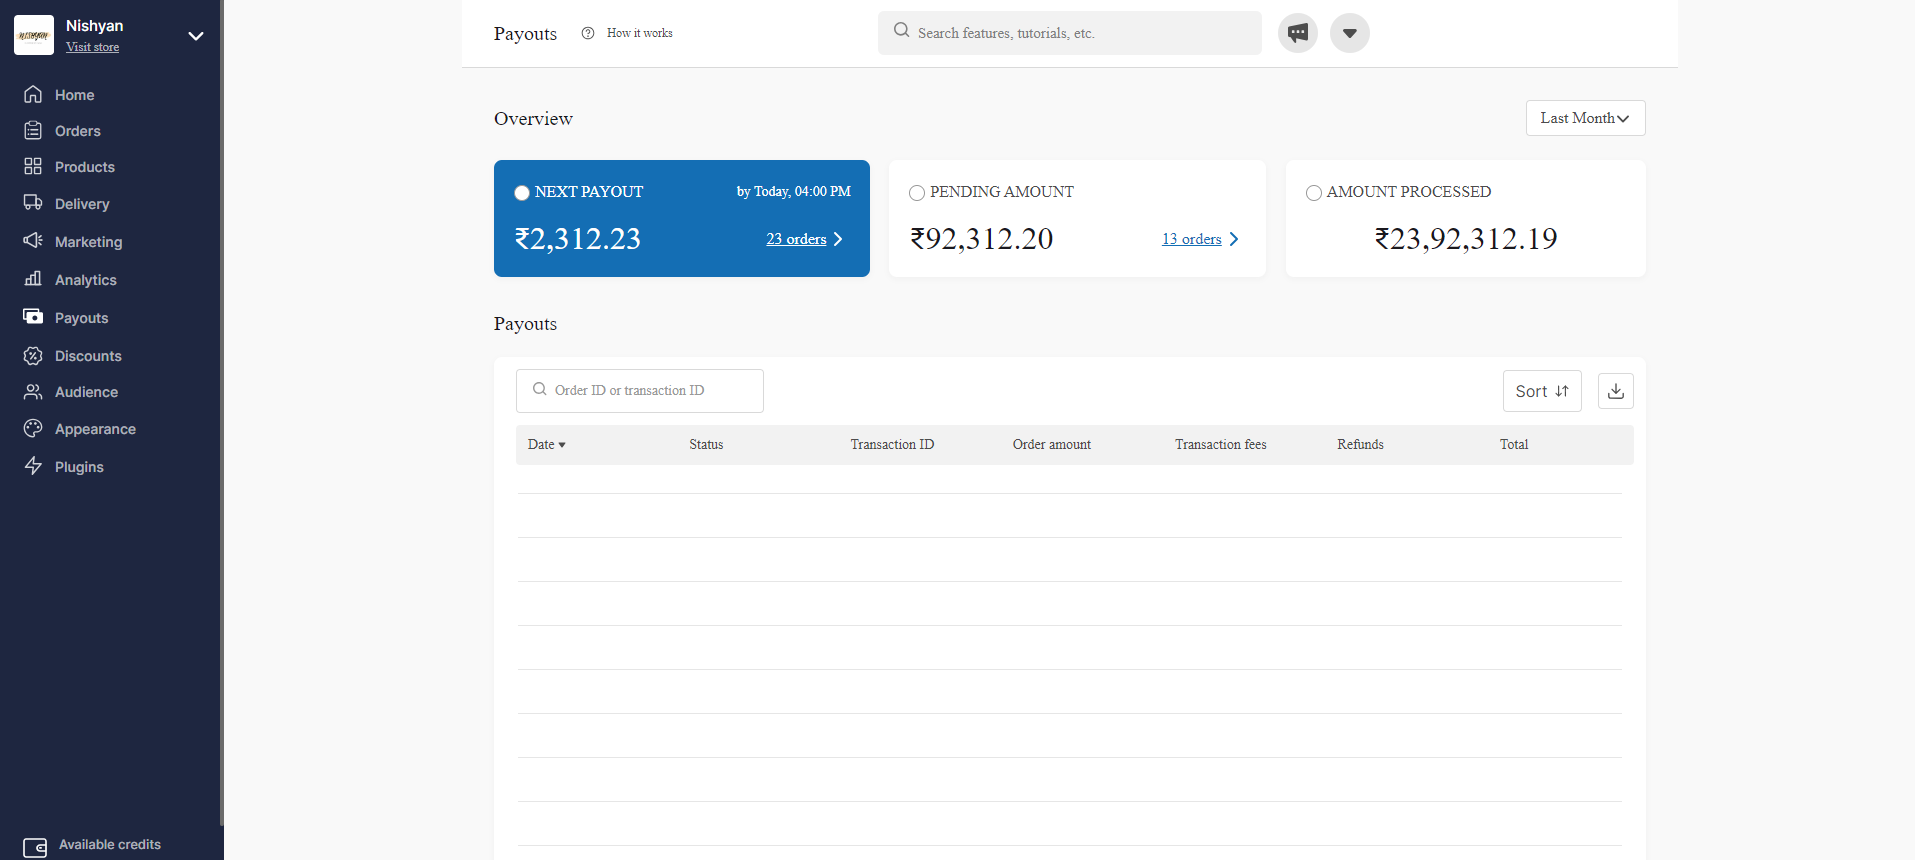 Nishyan
Visit store
Home
Orders
Products
Delivery
Marketing
Analytics
Payouts
Discounts
Audience
Appearance
Plugins
Available credits
Payouts
How it works
Search features, tutorials, etc.
Overview
Last Month
NEXT PAYOUT by Today, 04:00 PM
₹2,312.23 23 orders
PENDING AMOUNT
₹92,312.20 13 orders
AMOUNT PROCESSED
₹23,92,312.19
Payouts
Order ID or transaction ID
Sort
Date Status Transaction ID Order amount Transaction fees Refunds Total